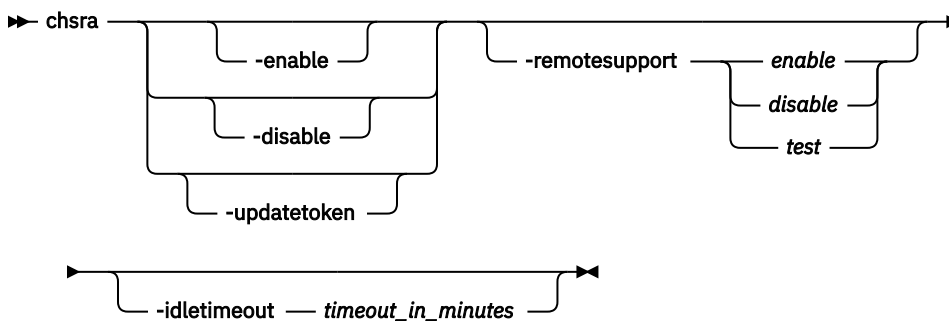 chsra
-enable
-disable
-updatetoken
-remotesupport
enable
disable
test
-idletimeout timeout_in_minutes